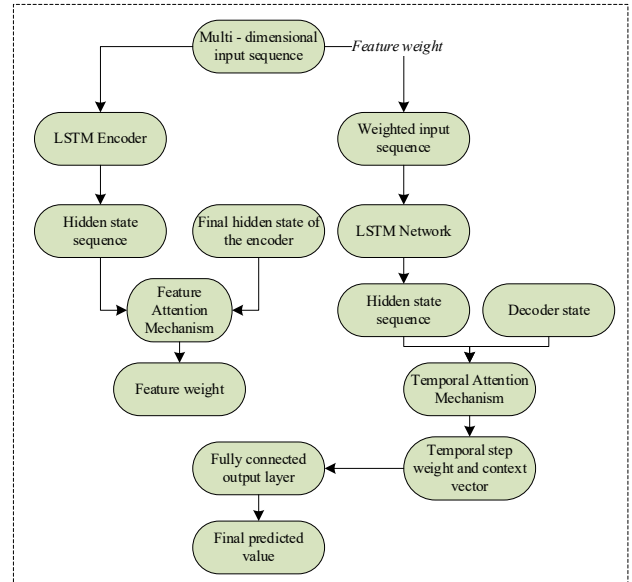 Multi - dimensional
input sequence
Feature weight
LSTM Encoder
Weighted input
sequence
Hidden state
sequence
Final hidden state of
the encoder
LSTM Network
Feature
Attention
Mechanism
Hidden state
sequence
Decoder state
Feature weight
Temporal Attention
Mechanism
Fully connected
output layer
Temporal step
weight and context
vector
Final predicted
value